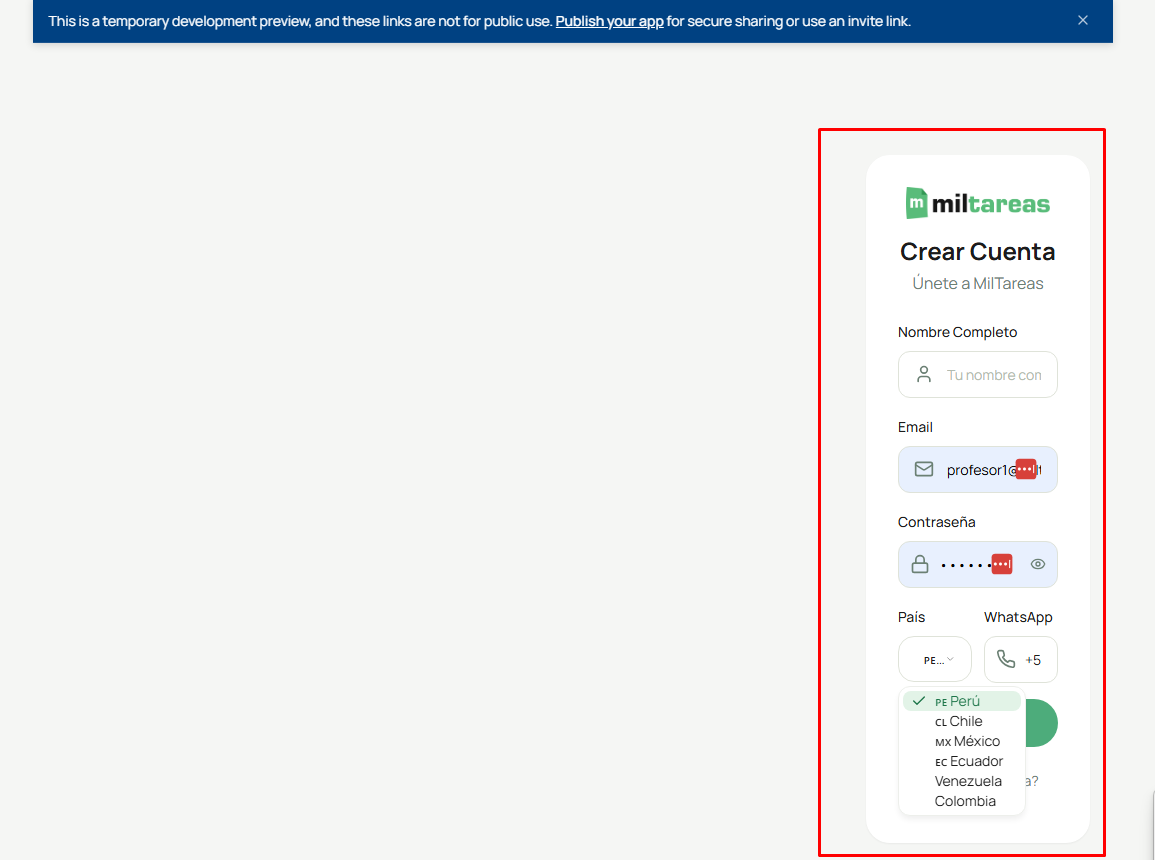 This is a temporary development preview, and these links are not for public use. Publish your app for secure sharing or use an invite link.
m miltareas
Crear Cuenta
Únete a MilTareas
Nombre Completo
Tu nombre com
Email
profesor1@
Contraseña
País WhatsApp
PE... +5
PE Perú
CL Chile
MX México
EC Ecuador
Venezuela
a?
Colombia